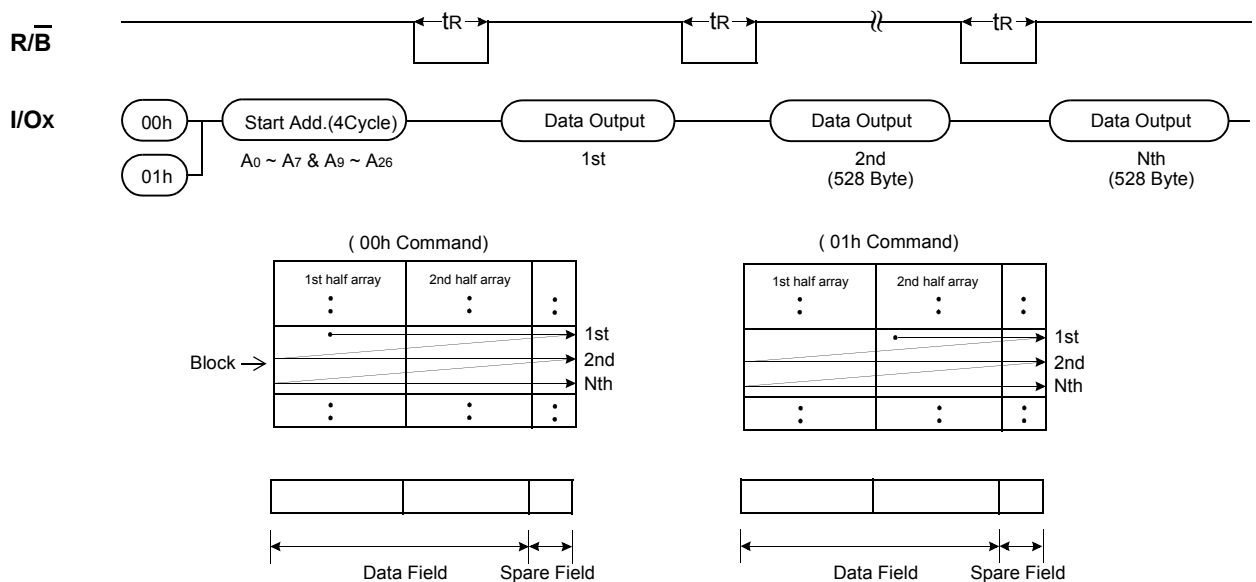 R/B
tR
tR
tR
I/Ox
00h
Start Add.(4Cycle)
Data Output
Data Output
Data Output
A0 ~ A7 & A9 ~ A26
1st
2nd
Nth
01h
(528 Byte)
(528 Byte)
( 00h Command)
( 01h Command)
1st half array
2nd half array
1st half array
2nd half array
1st
1st
Block
2nd
2nd
Nth
Nth
Data Field
Spare Field
Data Field
Spare Field